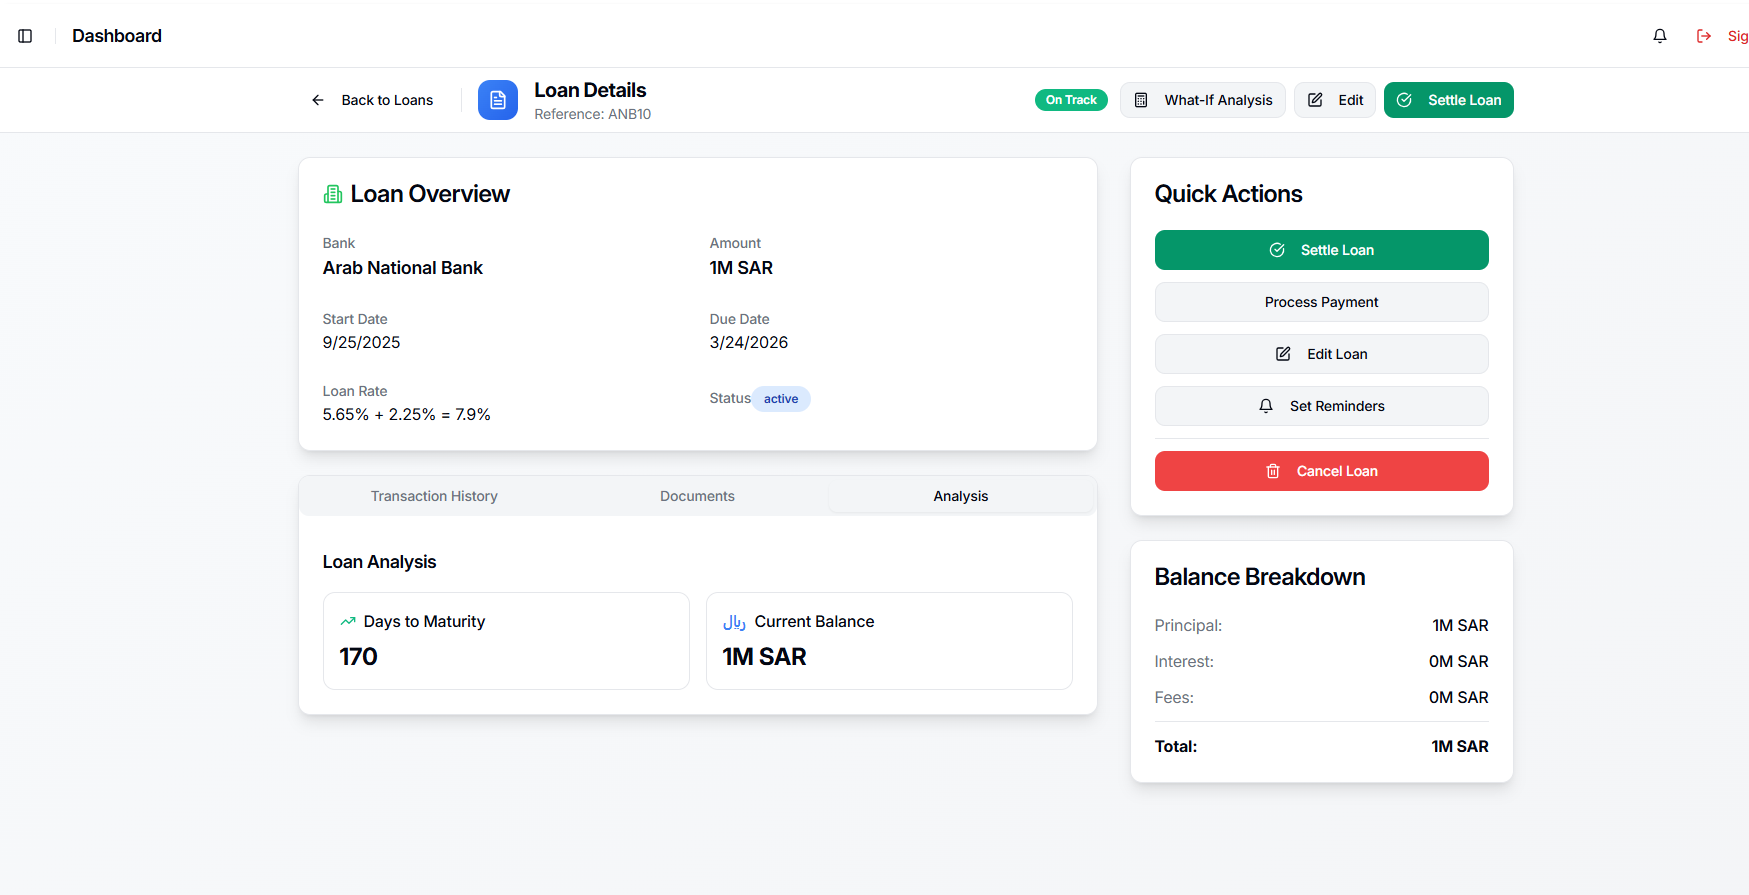 Dashboard
Sig
Back to Loans
Loan Details
Reference: ANB10
On Track
What-If Analysis
Edit
Settle Loan
Loan Overview
Bank
Arab National Bank
Amount
1M SAR
Start Date
9/25/2025
Due Date
3/24/2026
Loan Rate
5.65% + 2.25% = 7.9%
Status
active
Transaction History
Documents
Analysis
Loan Analysis
Days to Maturity
170
ريال
Current Balance
1M SAR
Quick Actions
Settle Loan
Process Payment
Edit Loan
Set Reminders
Cancel Loan
Balance Breakdown
Principal:
1M SAR
Interest:
0M SAR
Fees:
0M SAR
Total:
1M SAR